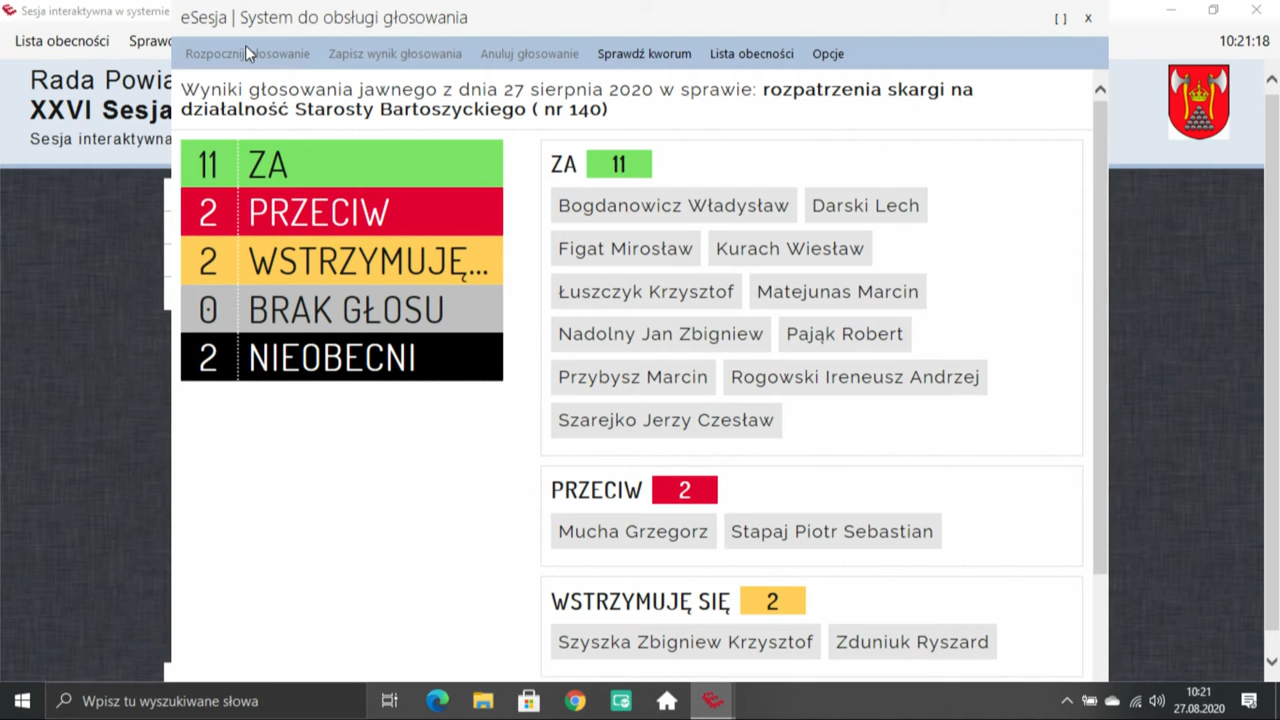 Sesja interaktywna w systemie
eSesja | System do obsługi głosowania
[ ] x
Lista obecności
Rozpocznij głosowanie Zapisz wynik głosowania Anuluj głosowanie Sprawdź kworum Lista obecności Opcje
10:21:18
Rada Powia
XXVI Sesja
Sesja interaktywna
Wyniki głosowania jawnego z dnia 27 sierpnia 2020 w sprawie: rozpatrzenia skargi na
działalność Starosty Bartoszyckiego ( nr 140)
11 ZA
2 PRZECIW
2 WSTRZYMUJĘ...
0 BRAK GŁOSU
2 NIEOBECNI
ZA 11
Bogdanowicz Władysław Darski Lech
Figat Mirosław Kurach Wiesław
Łuszczyk Krzysztof Matejunas Marcin
Nadolny Jan Zbigniew Pająk Robert
Przybysz Marcin Rogowski Ireneusz Andrzej
Szarejko Jerzy Czesław
PRZECIW 2
Mucha Grzegorz Stapaj Piotr Sebastian
WSTRZYMUJĘ SIĘ 2
Szyszka Zbigniew Krzysztof Zduniuk Ryszard
Wpisz tu wyszukiwane słowa
10:21
27.08.2020